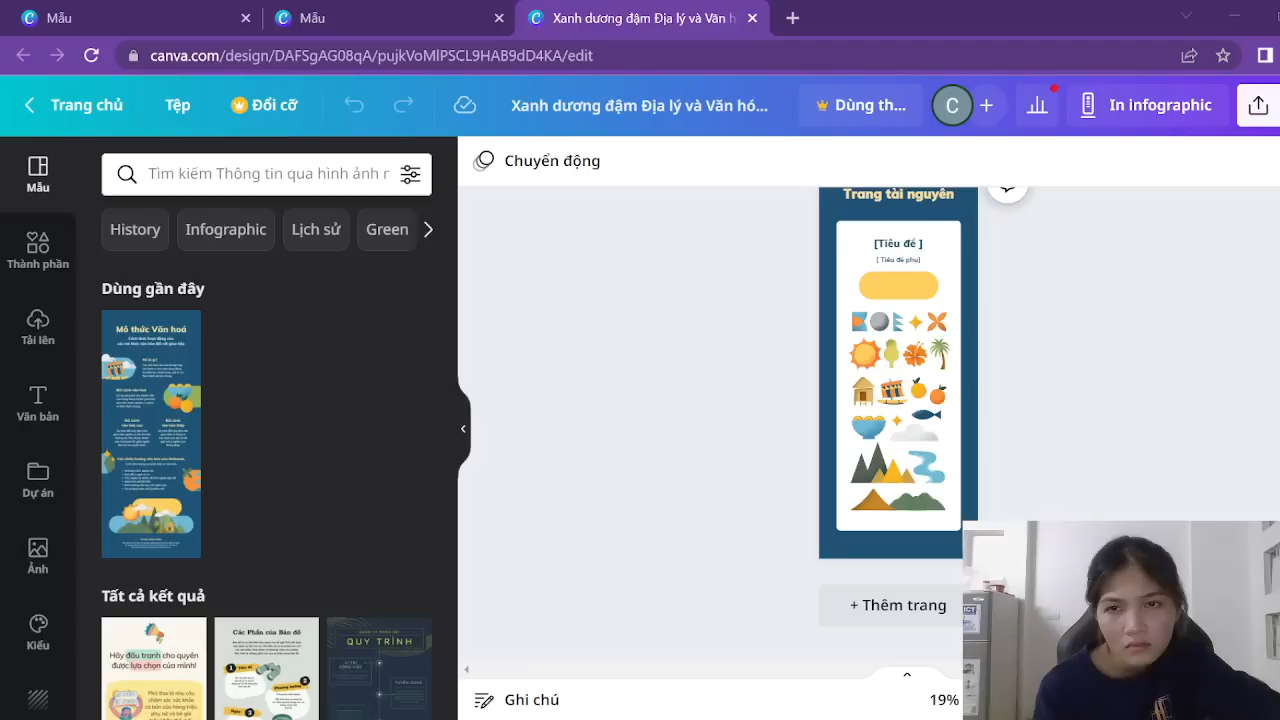 Mẫu
Mẫu
Xanh dương đậm Địa lý và Văn h
canva.com/design/DAFSgAG08qA/pujkVoMlPSCL9HAB9dD4KA/edit
Trang chủ
Tệp
Đổi cỡ
Xanh dương đậm Địa lý và Văn hó...
Dùng th...
C
In infographic
Mẫu
Thành phần
Tải lên
Văn bản
Dự án
Ảnh
Kiểu
Tìm kiếm Thông tin qua hình ảnh r
History
Infographic
Lịch sử
Green
Dùng gần đây
Mô thức Văn hoá
Tất cả kết quả
Hãy đấu tranh cho quyền
được lựa chọn của mình!
Các Phần của Bản đồ
QUY TRÌNH
Chuyển động
Trang tài nguyên
[Tiêu đề ]
[ Tiêu đề phụ]
+ Thêm trang
Ghi chú
19%